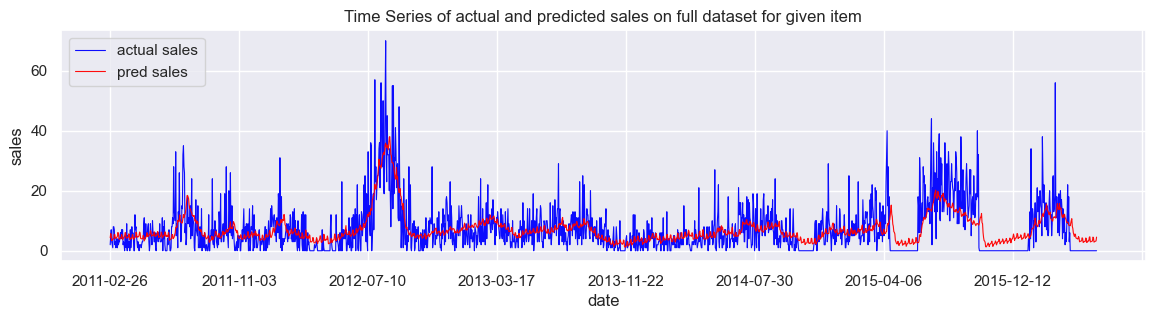 Time Series of actual and predicted sales on full dataset for given item
actual sales
pred sales
60
40
20
0
sales
2011-02-26
2011-11-03
2012-07-10
2013-03-17
2013-11-22
2014-07-30
2015-04-06
2015-12-12
date